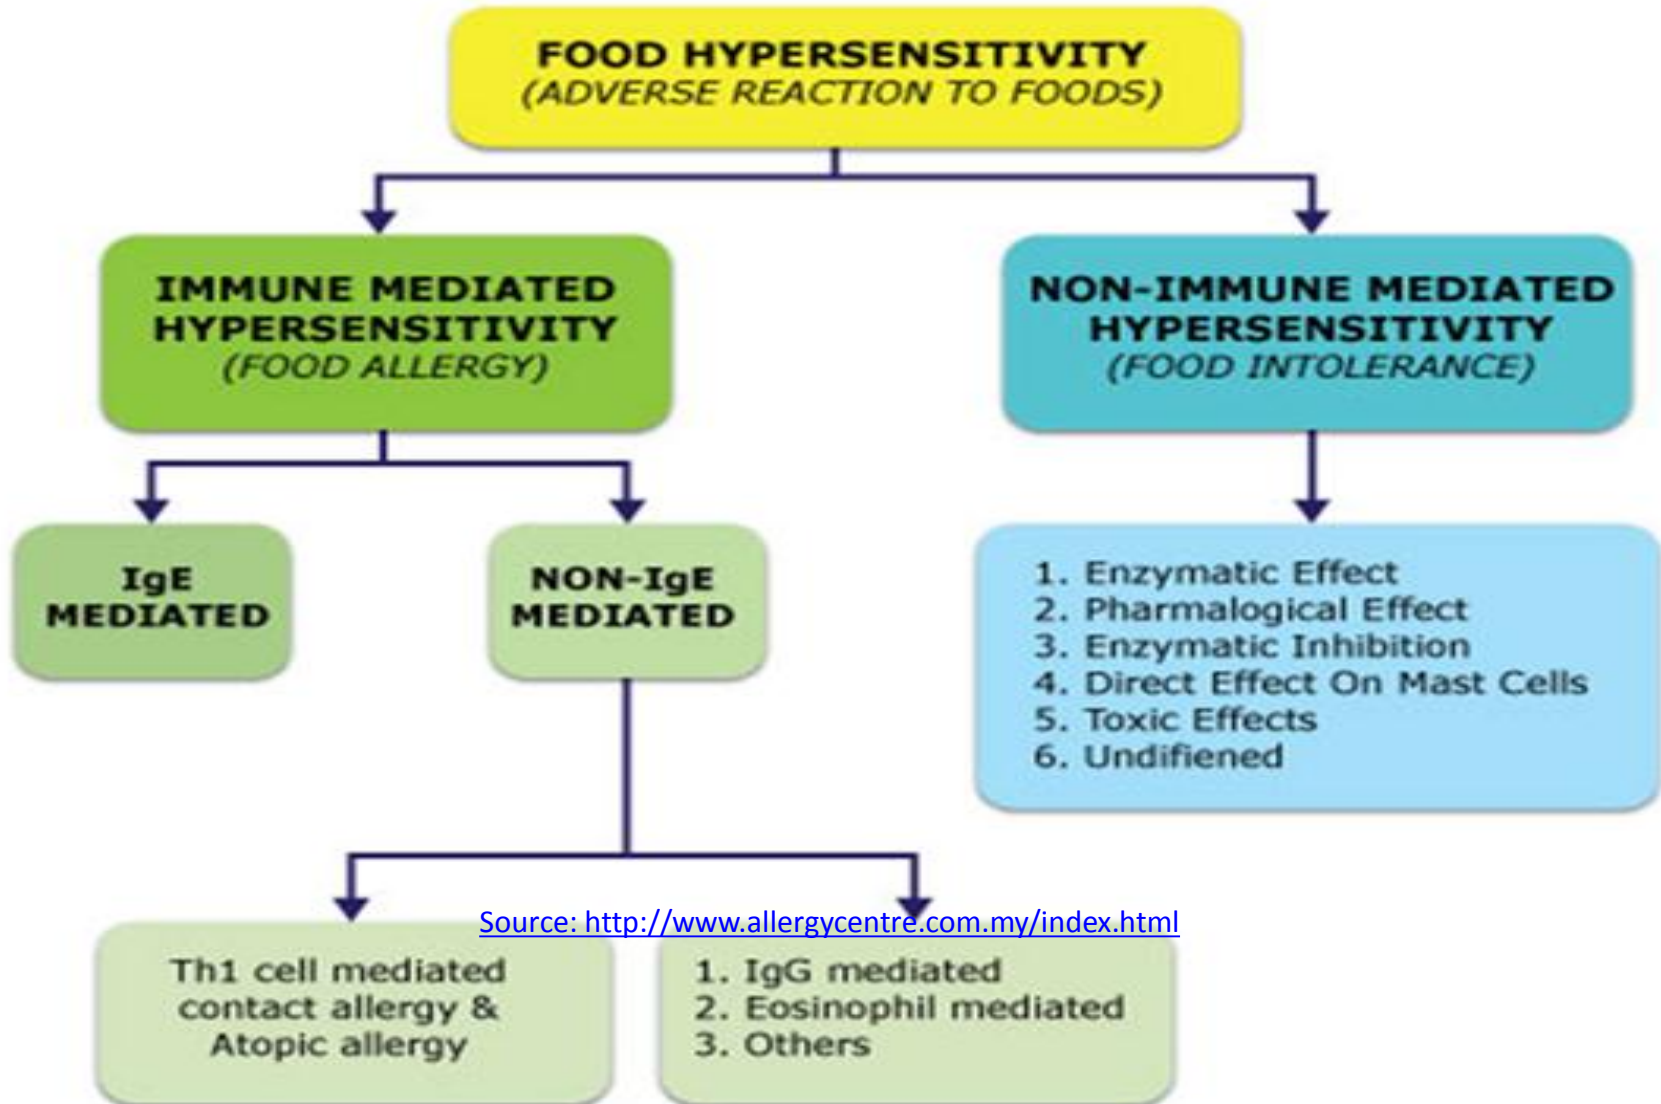 FOOD HYPERSENSITIVITY
(ADVERSE REACTION TO FOODS)
IMMUNE MEDIATED
HYPERSENSITIVITY
(FOOD ALLERGY)
NON-IMMUNE MEDIATED
HYPERSENSITIVITY
(FOOD INTOLERANCE)
IgE
MEDIATED
NON-IgE
MEDIATED
1. Enzymatic Effect
2. Pharmalogical Effect
3. Enzymatic Inhibition
4. Direct Effect On Mast Cells
5. Toxic Effects
6. Undifiened
Source: http://www.allergycentre.com.my/index.html
Th1 cell mediated
contact allergy &
Atopic allergy
1. IgG mediated
2. Eosinophil mediated
3. Others